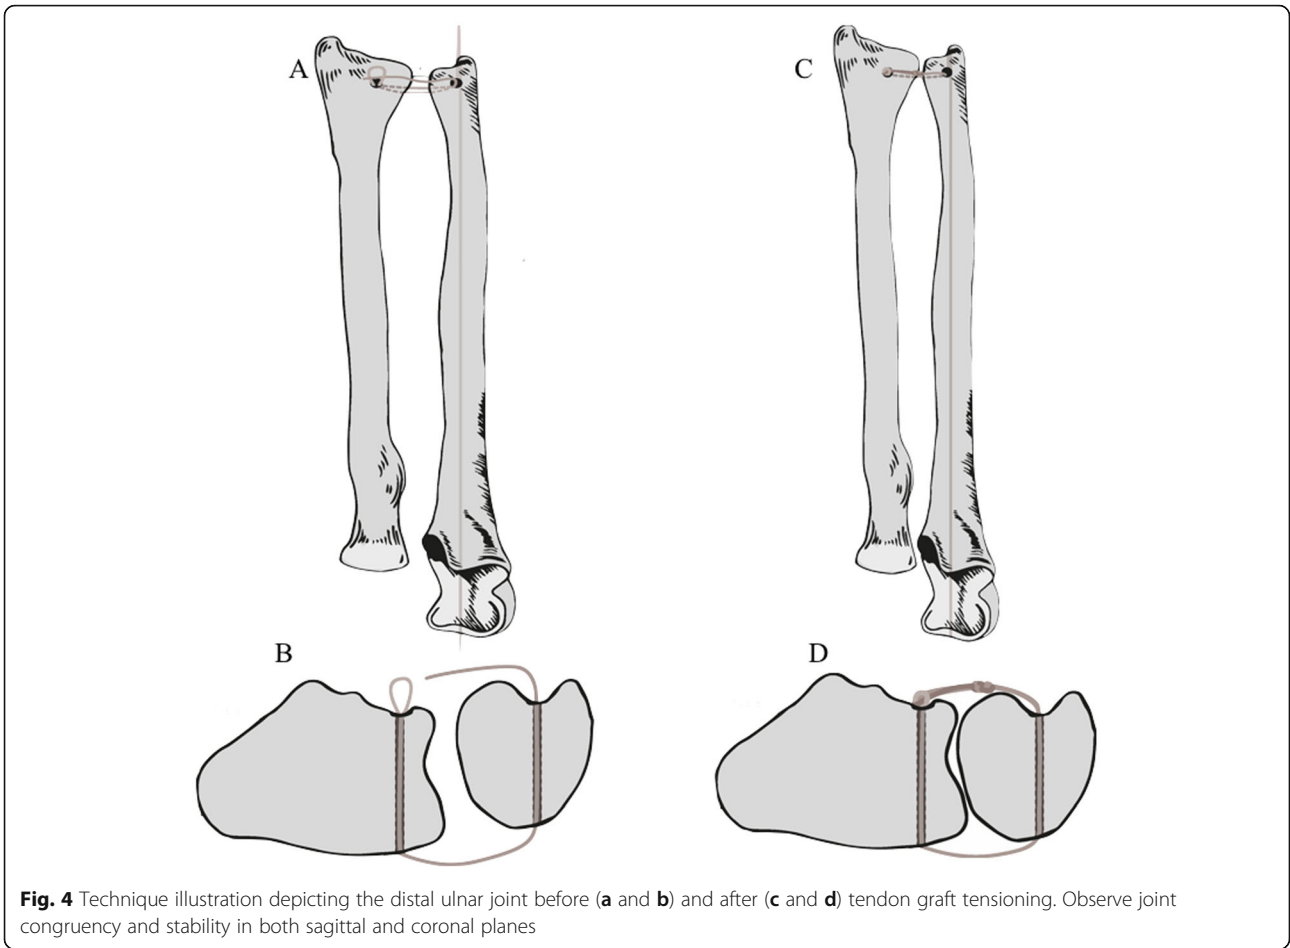 A
C
B
D
Fig. 4 Technique illustration depicting the distal ulnar joint before (a and b) and after (c and d) tendon graft tensioning. Observe joint
congruency and stability in both sagittal and coronal planes